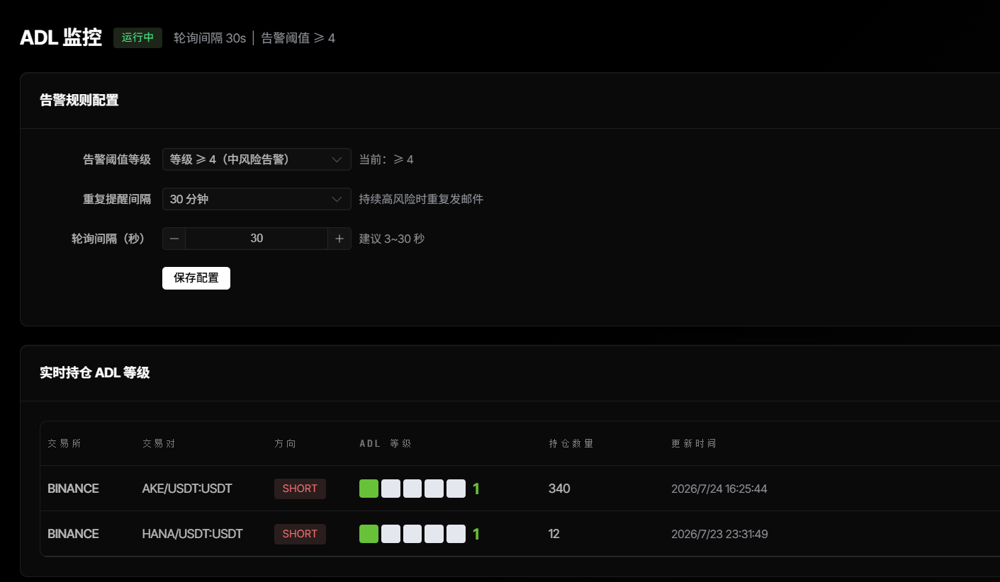 ADL 监控 运行中 轮询间隔 30s | 告警阈值 ≥ 4
告警规则配置
告警阈值等级 等级 ≥ 4（中风险告警） 当前：≥ 4
重复提醒间隔 30 分钟 持续高风险时重复发邮件
轮询间隔（秒） − 30 + 建议 3~30 秒
保存配置
实时持仓 ADL 等级
交易所 交易对 方向 ADL 等级 持仓数量 更新时间
BINANCE AKE/USDT:USDT SHORT 1 340 2026/7/24 16:25:44
BINANCE HANA/USDT:USDT SHORT 1 12 2026/7/23 23:31:49